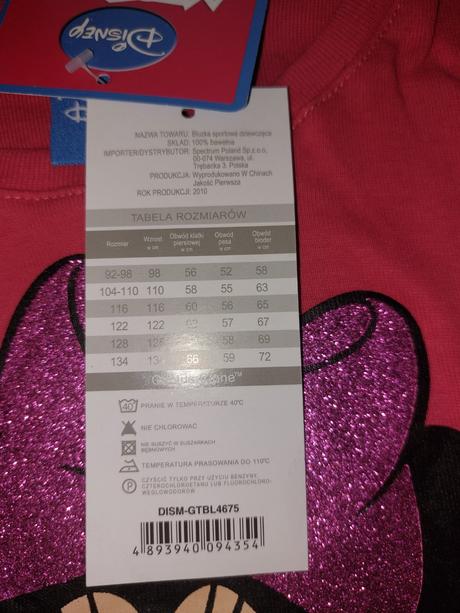 Disney
NAZWA TOWARU: Bluzka sportowa dziewczęca
SKŁAD: 100% bawełna
IMPORTER/DYSTRYBUTOR: Spectrum Poland Sp.z.o.o,
00-074 Warszawa, ul.
Trębacka 3. Polska
PRODUKCJA: Wyprodukowano W Chinach
Jakość Pierwsza
ROK PRODUKCJI: 2010
TABELA ROZMIARÓW
Rozmiar Wzrost w cm Obwód klatki piersiowej w cm Obwód pasa w cm Obwód bioder w cm
92-98 98 56 52 58
104-110 110 58 55 63
116 116 60 56 65
122 122 57 67
128 58 69
134 134 66 59 72
PRANIE W TEMPERATURZE 40°C
NIE CHLOROWAĆ
NIE SUSZYĆ W SUSZARKACH
BĘBNOWYCH
TEMPERATURA PRASOWANIA DO 110°C
CZYŚCIĆ TYLKO PRZY UŻYCIU BENZYNY,
CZTEROCHLOROETANU LUB FLUOROCHLORO-
WĘGLOWODORÓW
DISM-GTBL4675
4893940094354